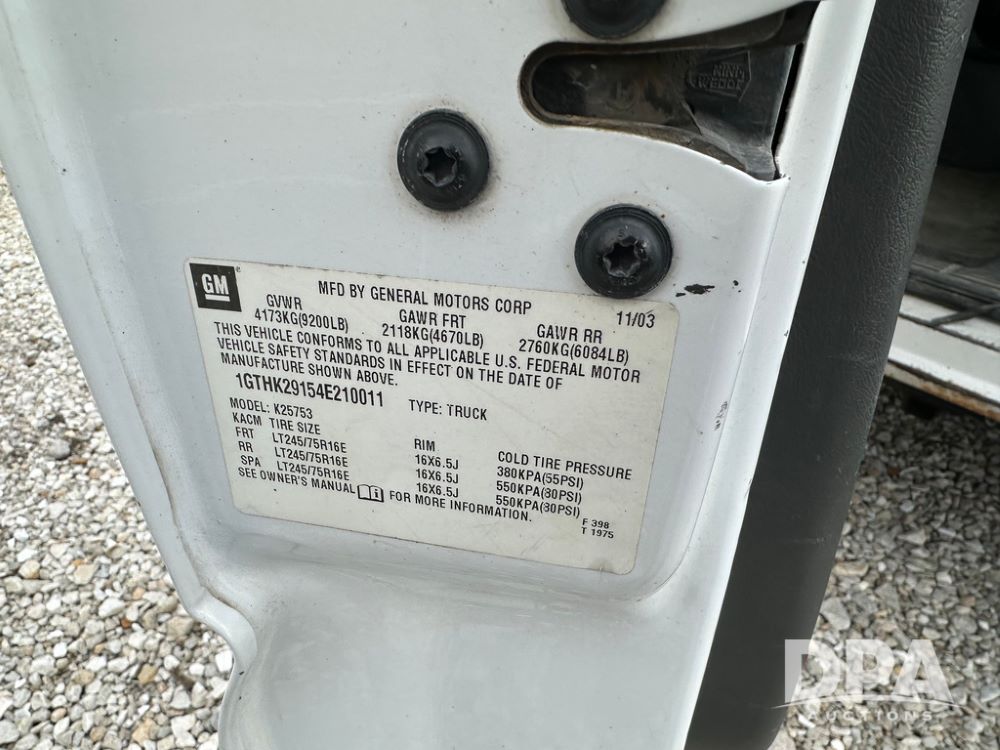 MINI
WEDGE
GM
MFD BY GENERAL MOTORS CORP 11/03
GVWR GAWR FRT GAWR RR
4173KG(9200LB) 2118KG(4670LB) 2760KG(6084LB)
THIS VEHICLE CONFORMS TO ALL APPLICABLE U.S. FEDERAL MOTOR
VEHICLE SAFETY STANDARDS IN EFFECT ON THE DATE OF
MANUFACTURE SHOWN ABOVE.
1GTHK29154E210011 TYPE: TRUCK
MODEL: K25753
KACM TIRE SIZE RIM COLD TIRE PRESSURE
FRT LT245/75R16E 16X6.5J 380KPA(55PSI)
RR LT245/75R16E 16X6.5J 550KPA(80PSI)
SPA LT245/75R16E 16X6.5J 550KPA(80PSI)
SEE OWNER'S MANUAL FOR MORE INFORMATION.
F 398
T 1975
DPA
AUCTIONS